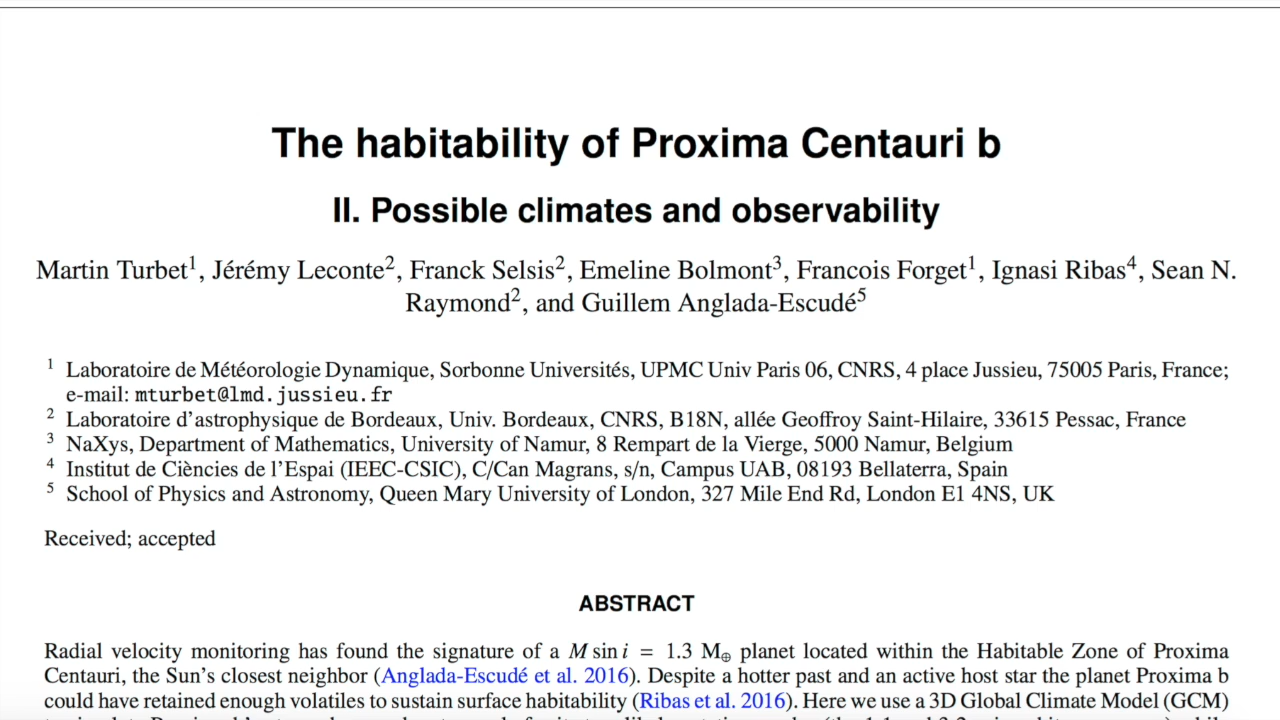 The habitability of Proxima Centauri b
II. Possible climates and observability
Martin Turbet1, Jérémy Leconte2, Franck Selsis2, Emeline Bolmont3, Francois Forget1, Ignasi Ribas4, Sean N.
Raymond2, and Guillem Anglada-Escudé5
1 Laboratoire de Météorologie Dynamique, Sorbonne Universités, UPMC Univ Paris 06, CNRS, 4 place Jussieu, 75005 Paris, France;
e-mail: mturbet@lmd.jussieu.fr
2 Laboratoire d'astrophysique de Bordeaux, Univ. Bordeaux, CNRS, B18N, allée Geoffroy Saint-Hilaire, 33615 Pessac, France
3 NaXys, Department of Mathematics, University of Namur, 8 Rempart de la Vierge, 5000 Namur, Belgium
4 Institut de Ciències de l'Espai (IEEC-CSIC), C/Can Magrans, s/n, Campus UAB, 08193 Bellaterra, Spain
5 School of Physics and Astronomy, Queen Mary University of London, 327 Mile End Rd, London E1 4NS, UK
Received; accepted
ABSTRACT
Radial velocity monitoring has found the signature of a M sin i = 1.3 M⊕ planet located within the Habitable Zone of Proxima
Centauri, the Sun's closest neighbor (Anglada-Escudé et al. 2016). Despite a hotter past and an active host star the planet Proxima b
could have retained enough volatiles to sustain surface habitability (Ribas et al. 2016). Here we use a 3D Global Climate Model (GCM)